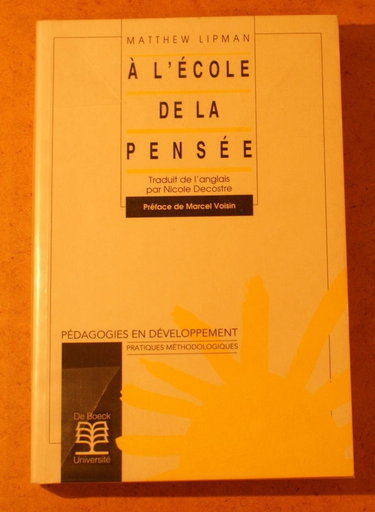 MATTHEW LIPMAN
À L'ÉCOLE
DE LA
PENSÉE
Traduit de l'anglais
par Nicole Decostre
Préface de Marcel Voisin
PÉDAGOGIES EN DÉVELOPPEMENT
PRATIQUES MÉTHODOLOGIQUES
De Boeck
Université